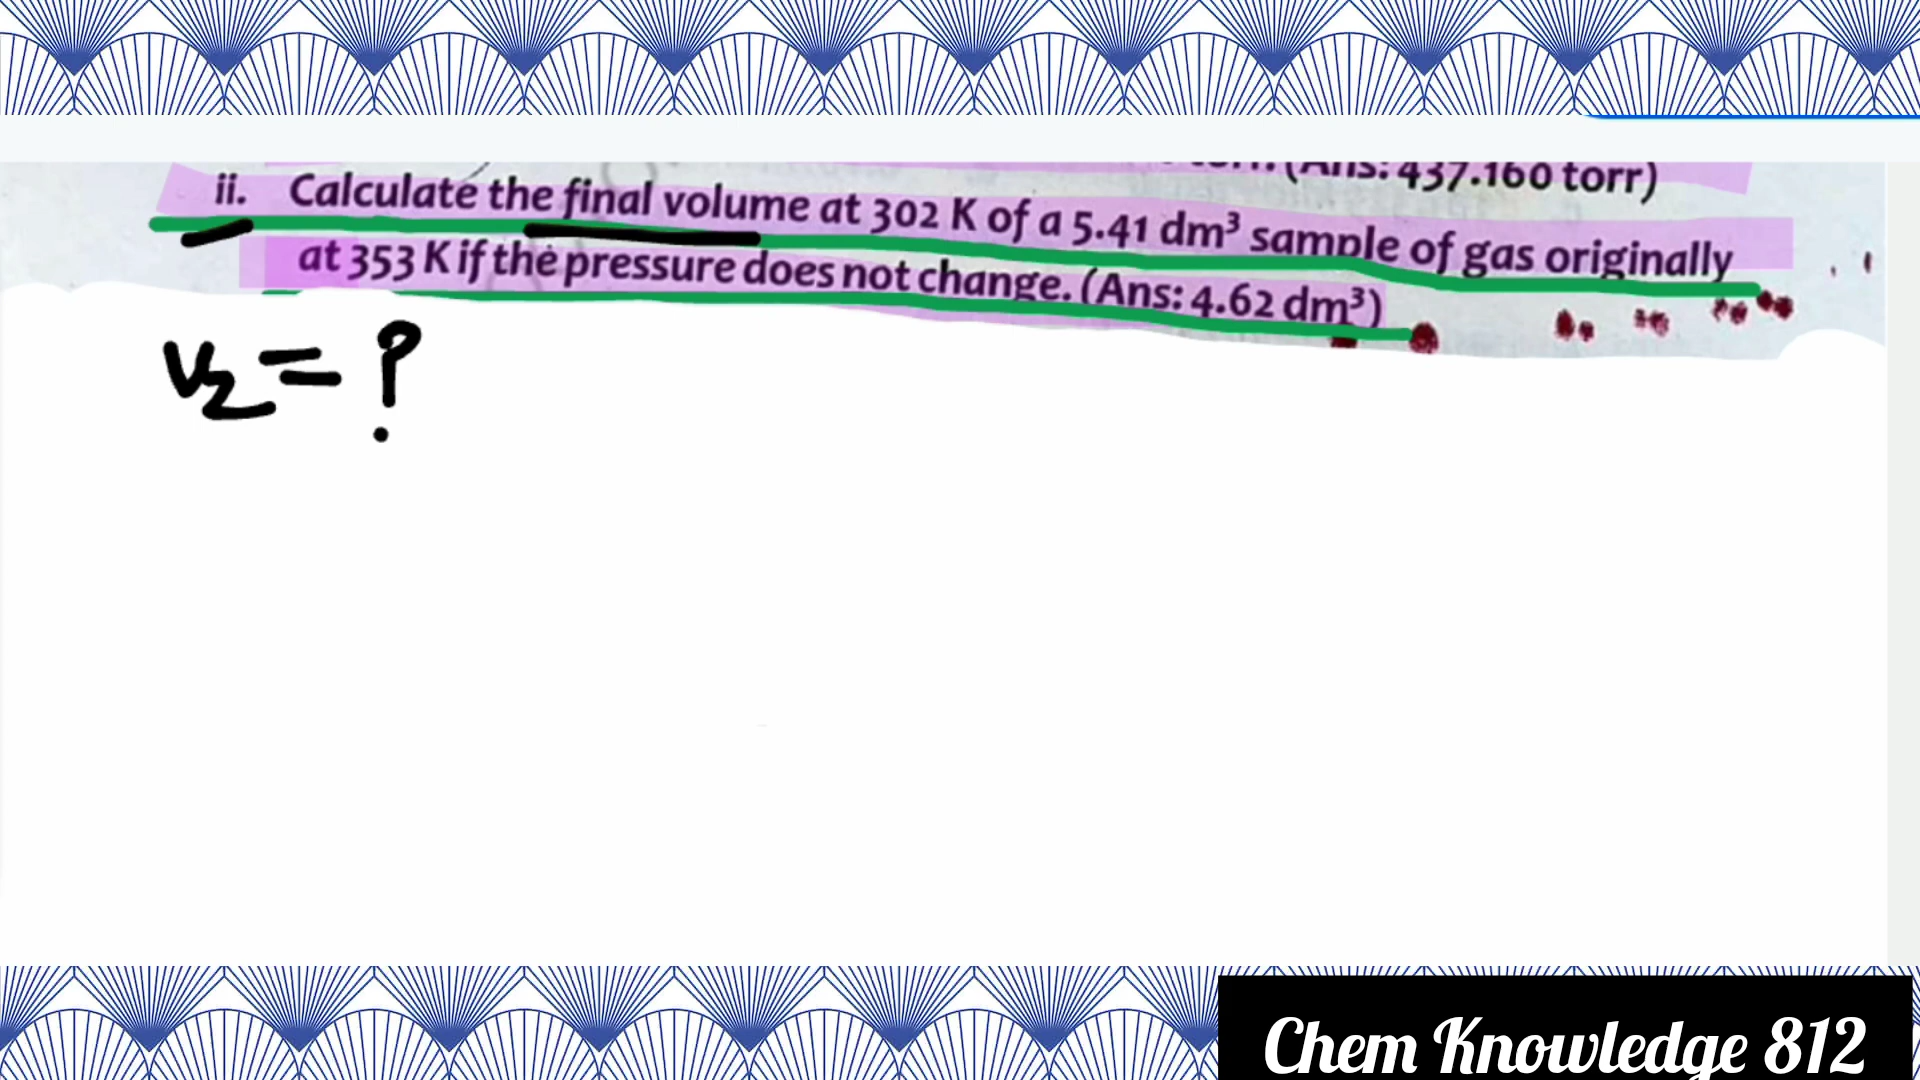 (Ans: 437.160 torr)
ii. Calculate the final volume at 302 K of a 5.41 dm³ sample of gas originally
at 353 K if the pressure does not change. (Ans: 4.62 dm³)
V₂ = ?
Chem Knowledge 812